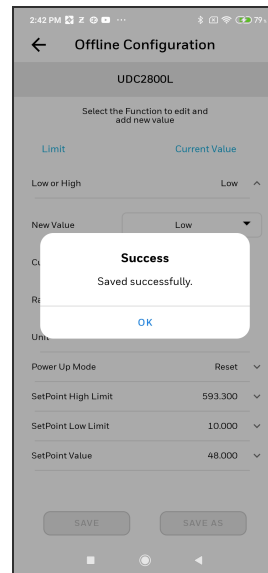 2:42 PM
79
Offline Configuration
UDC2800L
Select the Function to edit and
add new value
Limit Current Value
Low or High Low
New Value Low
Success
Saved successfully.
OK
Unit
Power Up Mode Reset
SetPoint High Limit 593.300
SetPoint Low Limit 10.000
SetPoint Value 48.000
SAVE SAVE AS